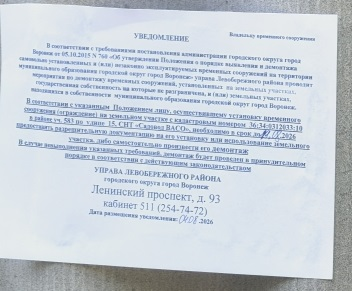 Владельцу временного сооружения
УВЕДОМЛЕНИЕ
В соответствии с требованиями постановления администрации городского округа город
Воронеж от 05.10.2015 N 760 «Об утверждении Положения о порядке выявления и демонтажа
самовольно установленных и (или) незаконно эксплуатируемых временных сооружений на территории
муниципального образования городской округ город Воронеж» управа Левобережного района проводит
мероприятия по демонтажу временных сооружений, установленных на земельных участках,
государственная собственность на которые не разграничена, и (или) земельных участках,
находящихся в собственности муниципального образования городской округ город Воронеж.
В соответствии с указанным Положением лицу, осуществившему установку временного
сооружения (ограждение) на земельном участке с кадастровым номером 36:34:0312033:10
в районе уч. 583 по улице 15, СНТ «Садовод ВАСО», необходимо в срок до .2026
предоставить разрешительную документацию на его установку или использование земельного
участка, либо самостоятельно произвести его демонтаж
В случае невыполнения указанных требований, демонтаж будет проведен в принудительном
порядке в соответствии с действующим законодательством
УПРАВА ЛЕВОБЕРЕЖНОГО РАЙОНА
городского округа город Воронеж
Ленинский проспект, д. 93
кабинет 511 (254-74-72)
Дата размещения уведомления: .2026